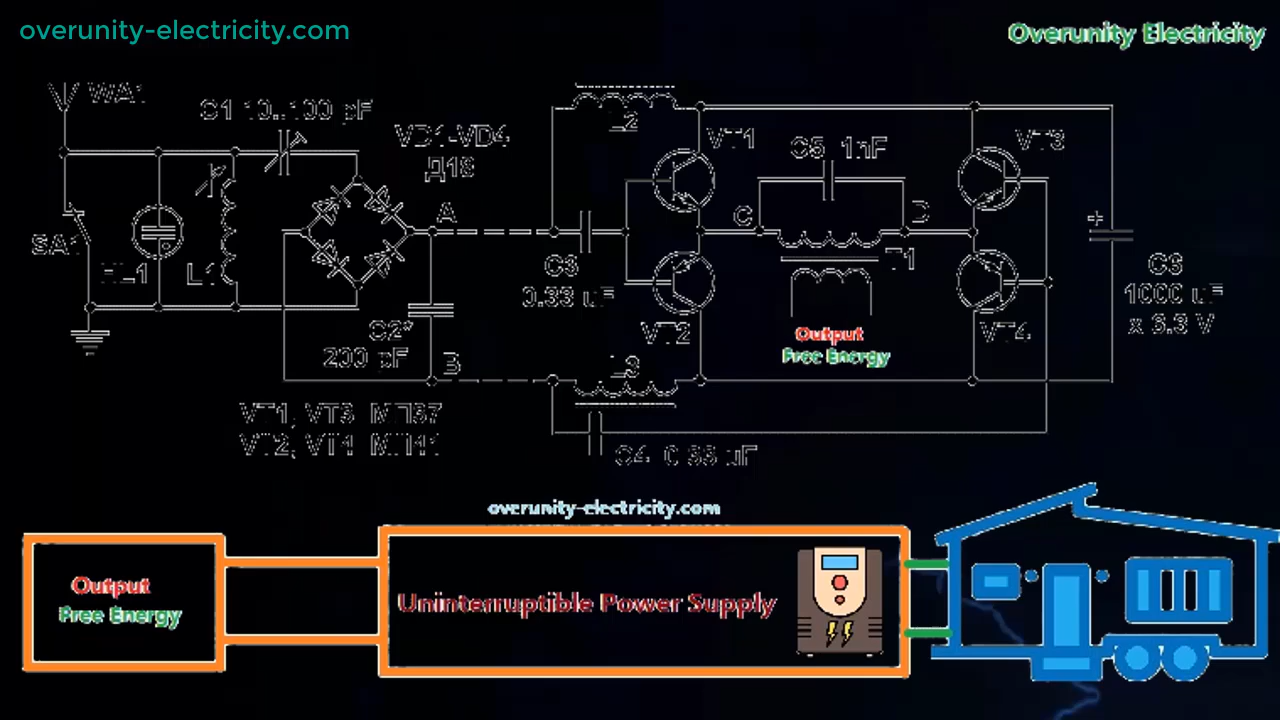 overunity-electricity.com
Overunity Electricity
WA1
C1 10..100 pF
VD1-VD4
Д18
L2
VT1
C5 1nF
VT3
A
C
D
+
SA1
HL1
L1
C3
0.33 uF
T1
C6
1000 uF
x 6.3 V
C2*
200 pF
VT2
Output
Free Energy
VT4
B
L3
VT1, VT3 МП37
VT2, VT4 МП41
C4 0.33 uF
overunity-electricity.com
Output
Free Energy
Uninterruptible Power Supply